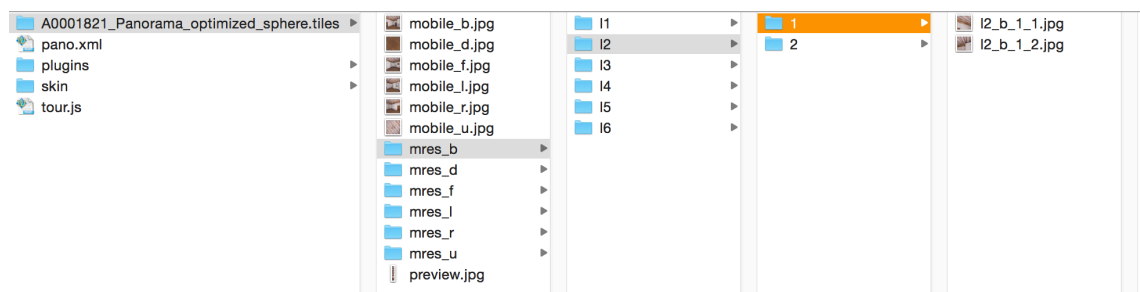 A0001821_Panorama_optimized_sphere.tiles
pano.xml
plugins
skin
tour.js
mobile_b.jpg
mobile_d.jpg
mobile_f.jpg
mobile_l.jpg
mobile_r.jpg
mobile_u.jpg
mres_b
mres_d
mres_f
mres_l
mres_r
mres_u
preview.jpg
l1
l2
l3
l4
l5
l6
1
2
l2_b_1_1.jpg
l2_b_1_2.jpg